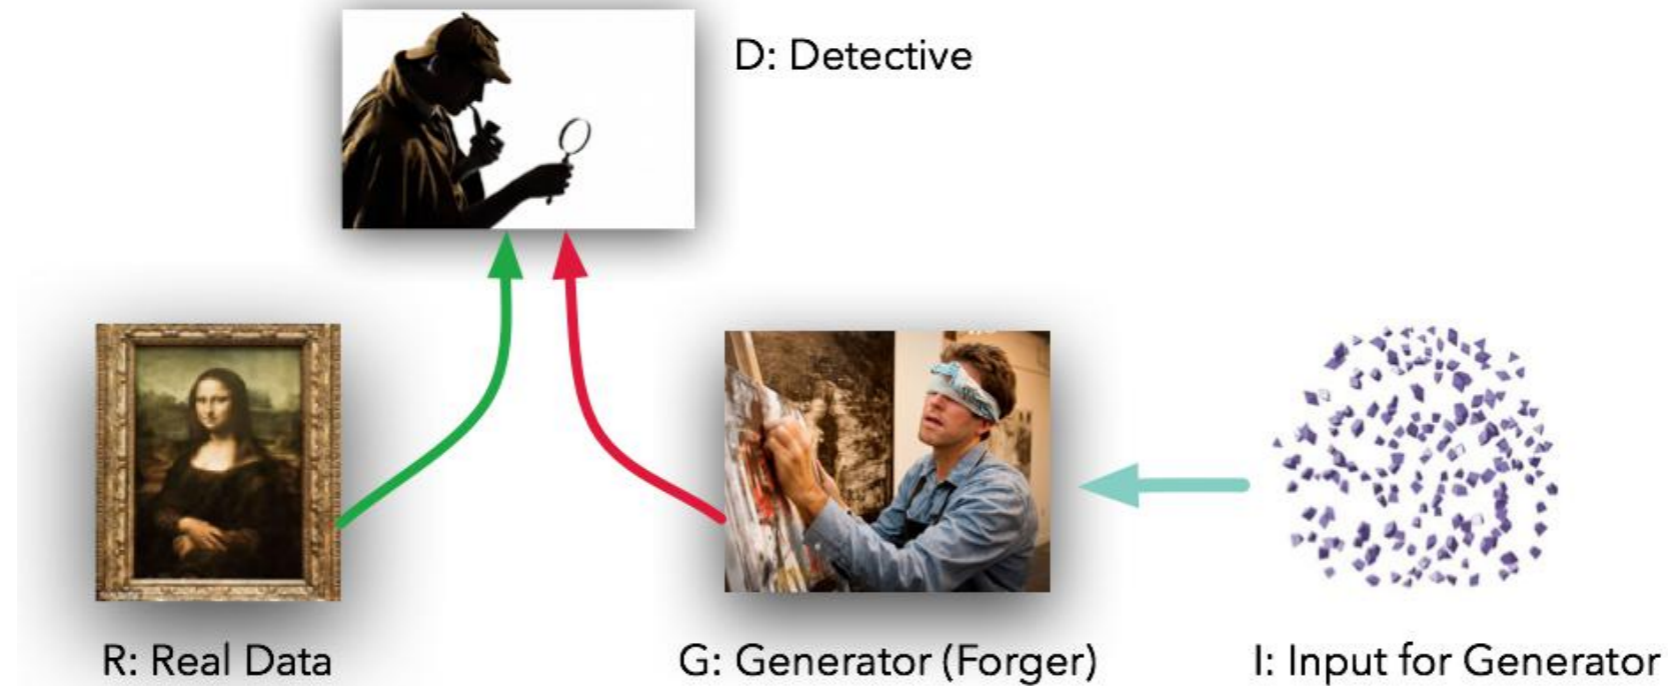 D: Detective
R: Real Data
G: Generator (Forger)
I: Input for Generator